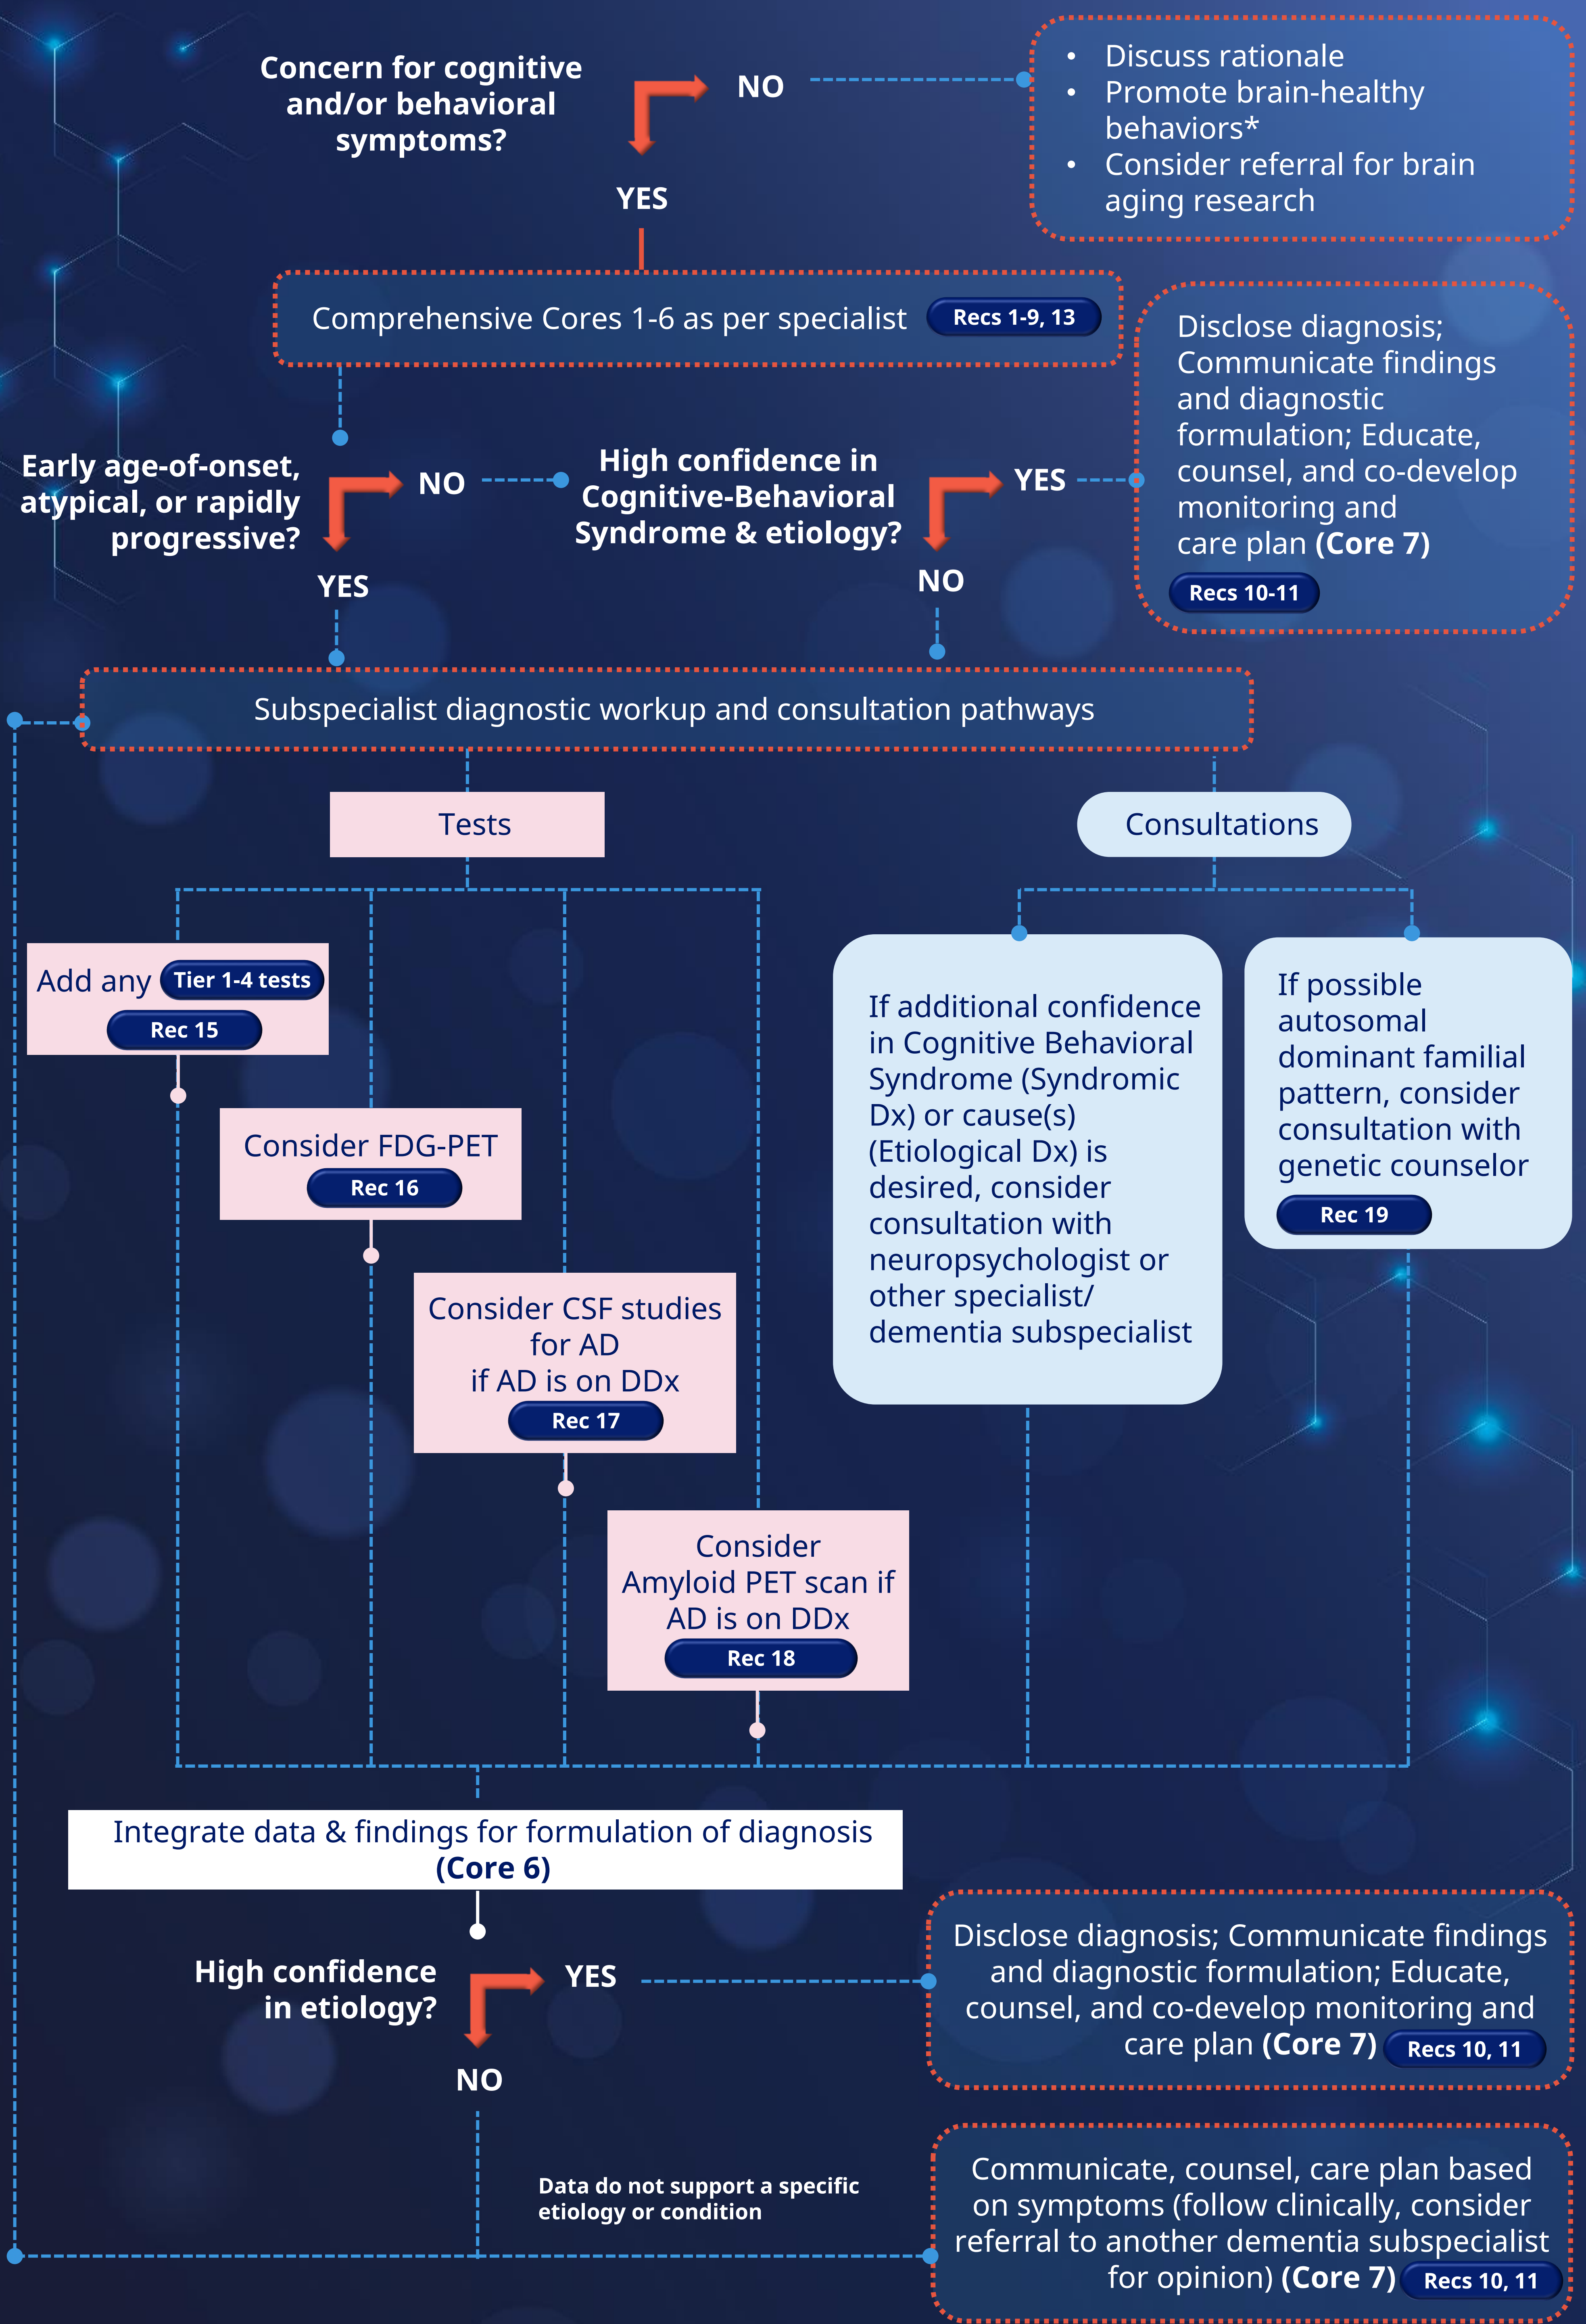 Concern for cognitive
and/or behavioral
symptoms?
NO
YES
• Discuss rationale
• Promote brain-healthy
behaviors*
• Consider referral for brain
aging research
Comprehensive Cores 1-6 as per specialist Recs 1-9, 13
Early age-of-onset,
atypical, or rapidly
progressive?
NO
YES
High confidence in
Cognitive-Behavioral
Syndrome & etiology?
YES
NO
Disclose diagnosis;
Communicate findings
and diagnostic
formulation; Educate,
counsel, and co-develop
monitoring and
care plan (Core 7)
Recs 10-11
Subspecialist diagnostic workup and consultation pathways
Tests
Consultations
Add any Tier 1-4 tests
Rec 15
Consider FDG-PET
Rec 16
Consider CSF studies
for AD
if AD is on DDx
Rec 17
Consider
Amyloid PET scan if
AD is on DDx
Rec 18
If additional confidence
in Cognitive Behavioral
Syndrome (Syndromic
Dx) or cause(s)
(Etiological Dx) is
desired, consider
consultation with
neuropsychologist or
other specialist/
dementia subspecialist
If possible
autosomal
dominant familial
pattern, consider
consultation with
genetic counselor
Rec 19
Integrate data & findings for formulation of diagnosis
(Core 6)
High confidence
in etiology?
YES
NO
Disclose diagnosis; Communicate findings
and diagnostic formulation; Educate,
counsel, and co-develop monitoring and
care plan (Core 7) Recs 10, 11
Data do not support a specific
etiology or condition
Communicate, counsel, care plan based
on symptoms (follow clinically, consider
referral to another dementia subspecialist
for opinion) (Core 7) Recs 10, 11